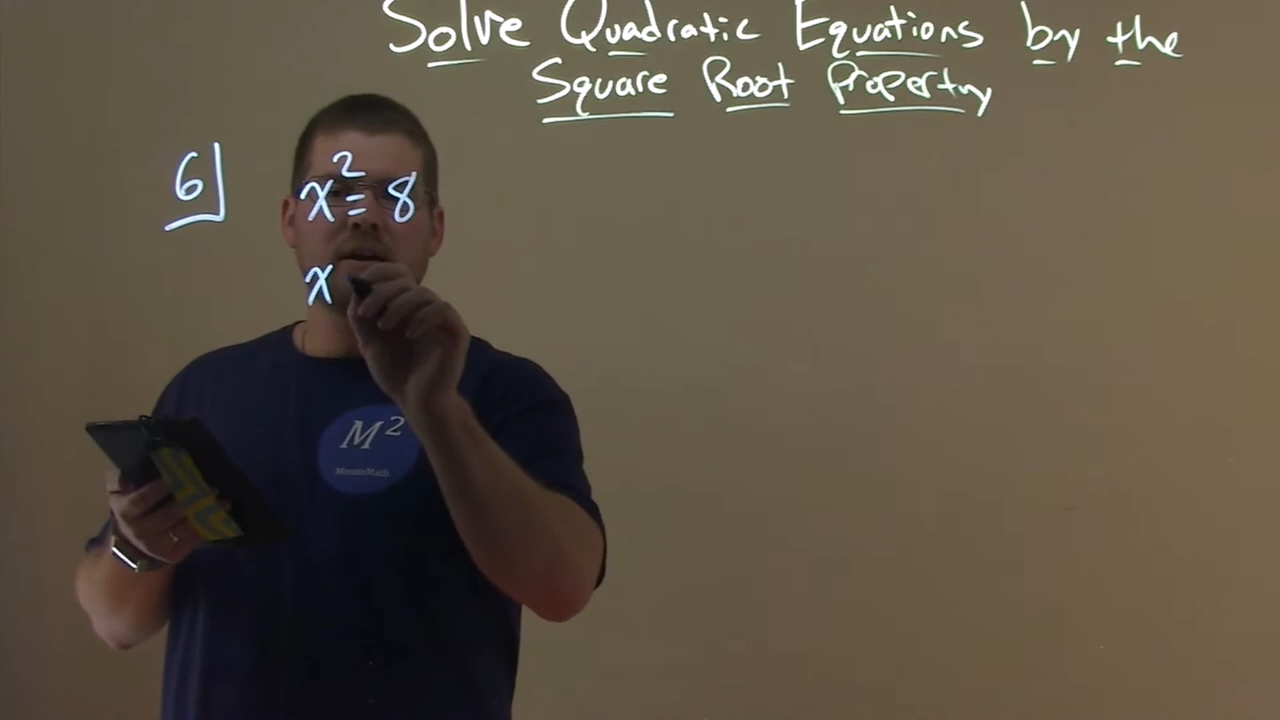 Solve Quadratic Equations by the
Square Root Property
6
x² = 8
x
M²
MinuteMath